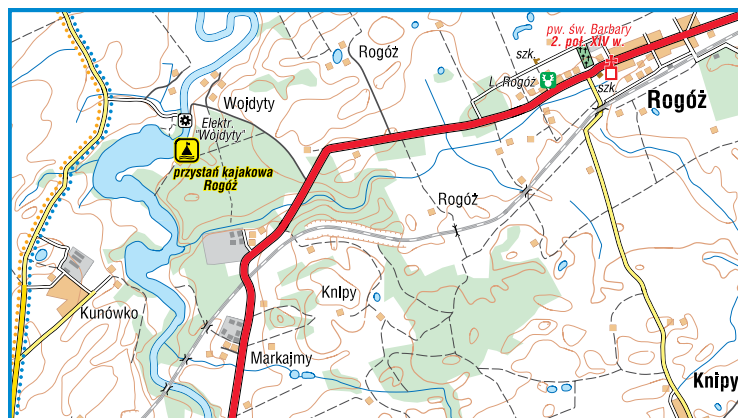 pw. św. Barbary
2. poł. XIV w.
Rogóż
szk.
L. Rogóż
szk.
Rogóż
Wojdyty
Elektr.
"Wójdyty"
przystań kajakowa
Rogóż
Rogóż
Knipy
Kunówko
Markajmy
Knipy